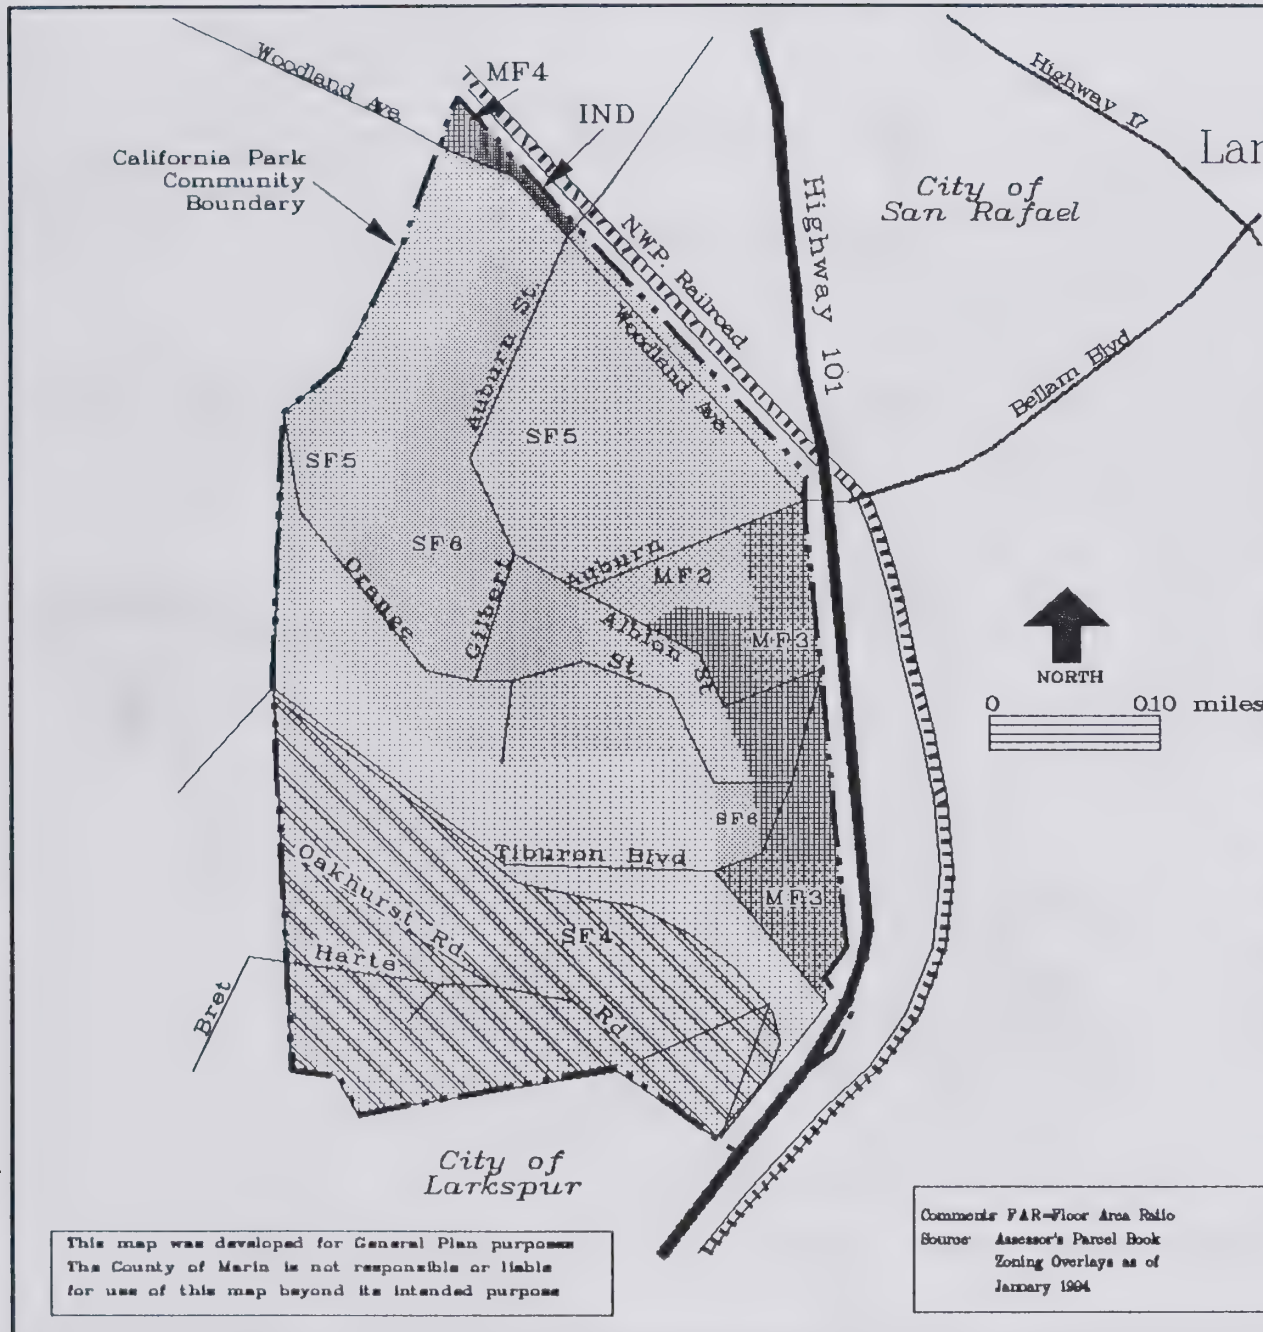 Woodland Ave.
MF4
IND
California Park
Community
Boundary
Highway 17
Lan
City of
San Rafael
Highway 101
N.W.P. Railroad
Woodland Ave.
Auburn St.
Bellam Blvd
SF5
SF5
SF6
Orange
Gilbert
Auburn
MF2
Albion St
St
MF3
NORTH
0 0.10 miles
SF6
Tiburon Blvd
MF3
Oakhurst Rd
SF4
Harte
Rd
Bret
City of
Larkspur
This map was developed for General Plan purposes
The County of Marin is not responsible or liable
for use of this map beyond its intended purpose
Comments: FAR=Floor Area Ratio
Source: Assessor's Parcel Book
Zoning Overlays as of
January 1994